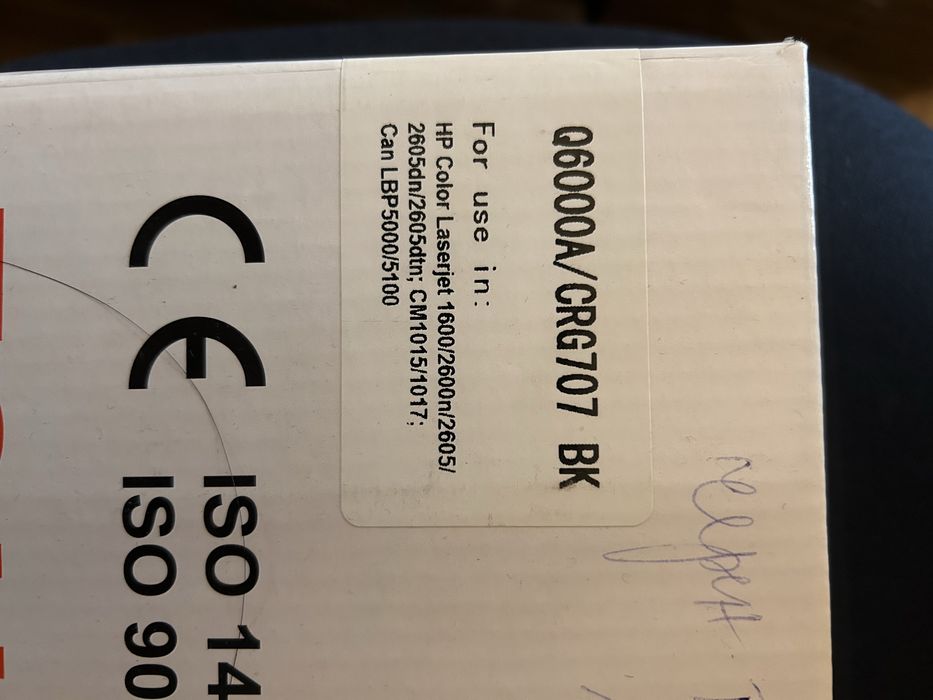 Q6000A/CRG707 BK
For use in:
HP Color Laserjet 1600/2600n/2605/
2605dn/2605dtn; CM1015/1017;
Can LBP5000/5100
CE
ISO 14
ISO 90